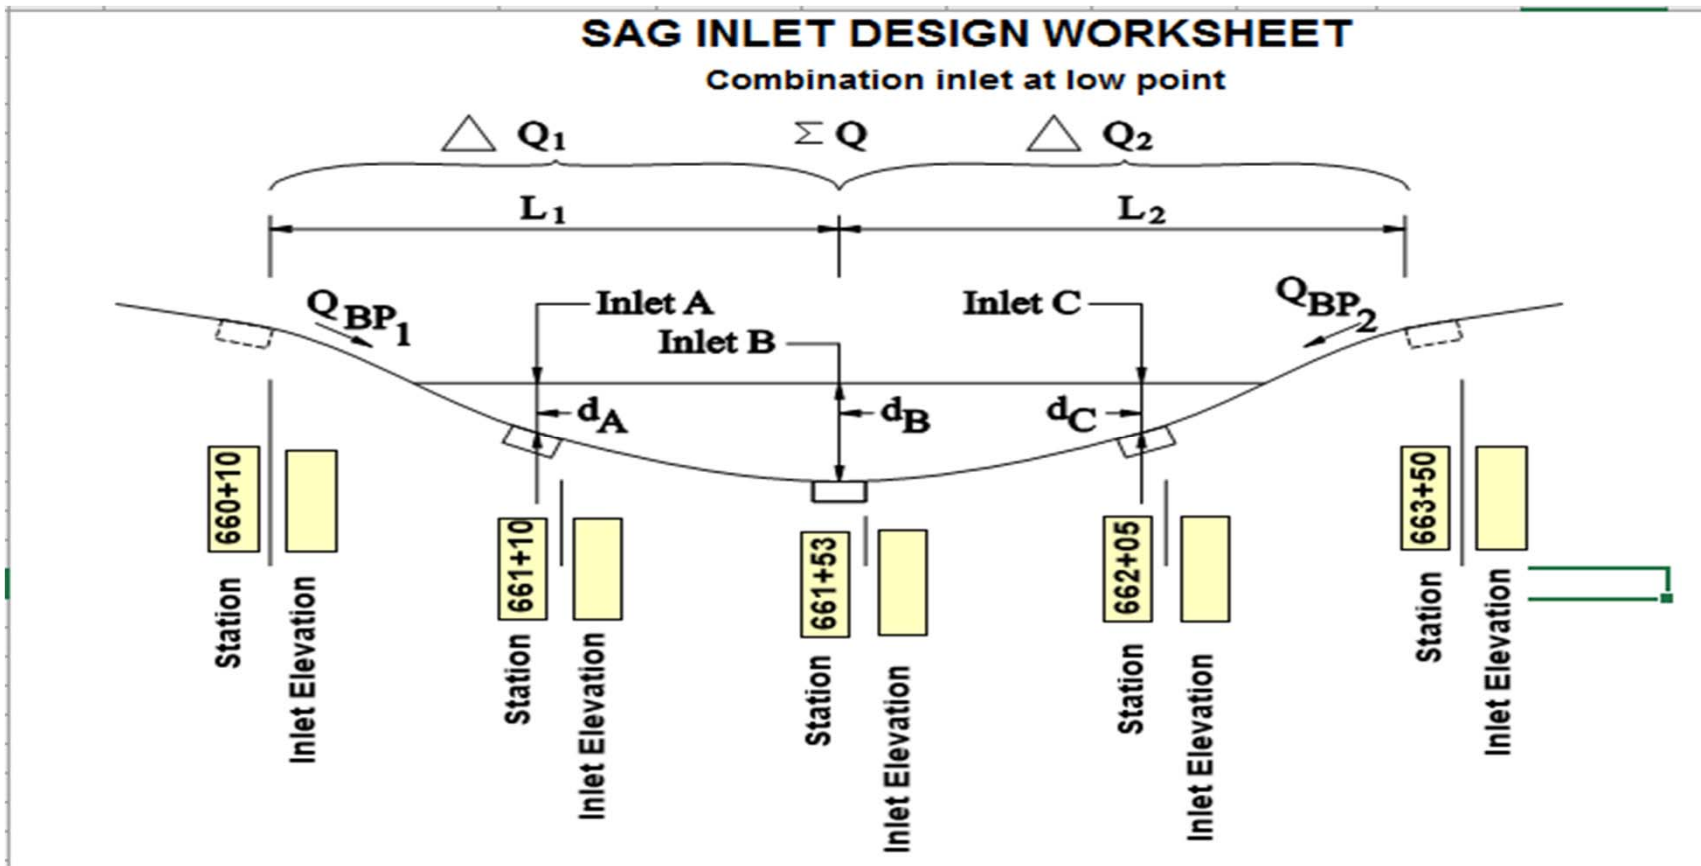 SAG INLET DESIGN WORKSHEET
Combination inlet at low point
△ Q1 Σ Q △ Q2
L1 L2
QBP1 Inlet A Inlet C QBP2
Inlet B
dA dB dC
660+10 661+10 661+53 662+05 663+50
Station Inlet Elevation Station Inlet Elevation Station Inlet Elevation Station Inlet Elevation Station Inlet Elevation